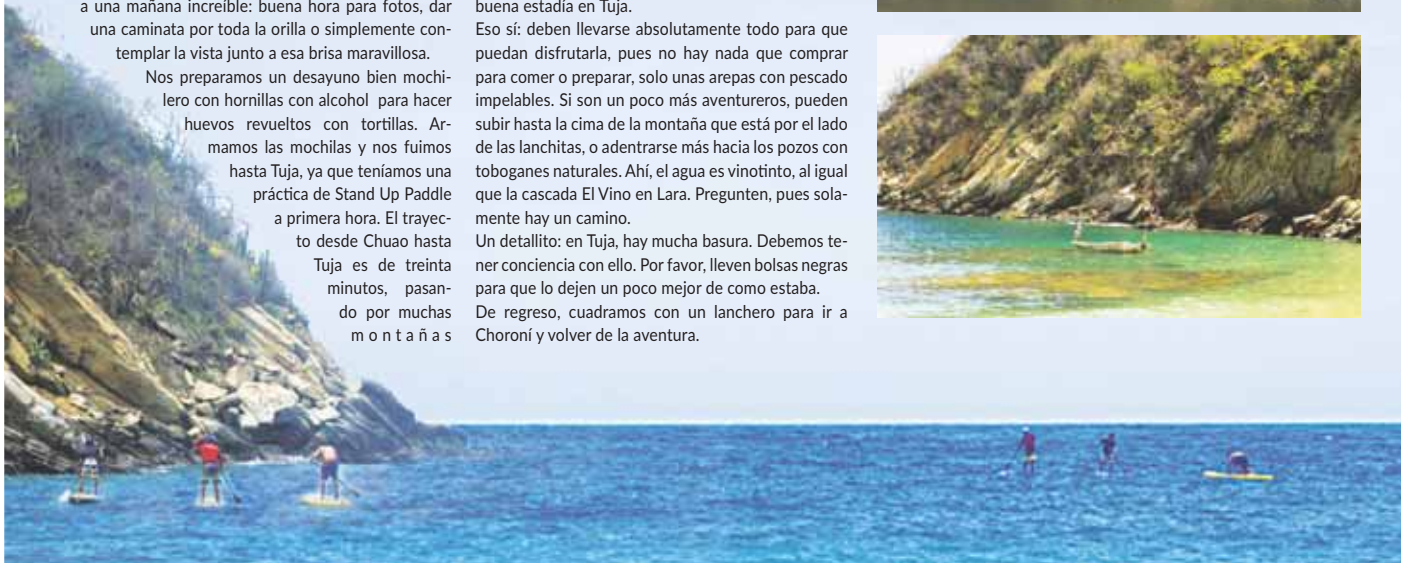 a una mañana increíble: buena hora para fotos, dar
una caminata por toda la orilla o simplemente con-
templar la vista junto a esa brisa maravillosa.
Nos preparamos un desayuno bien mochi-
lero con hornillas con alcohol para hacer
huevos revueltos con tortillas. Ar-
mamos las mochilas y nos fuimos
hasta Tuja, ya que teníamos una
práctica de Stand Up Paddle
a primera hora. El trayec-
to desde Chuao hasta
Tuja es de treinta
minutos, pasan-
do por muchas
montañas
buena estadía en Tuja.
Eso sí: deben llevarse absolutamente todo para que
puedan disfrutarla, pues no hay nada que comprar
para comer o preparar, solo unas arepas con pescado
impelables. Si son un poco más aventureros, pueden
subir hasta la cima de la montaña que está por el lado
de las lanchitas, o adentrarse más hacia los pozos con
toboganes naturales. Ahí, el agua es vinotinto, al igual
que la cascada El Vino en Lara. Pregunten, pues sola-
mente hay un camino.
Un detallito: en Tuja, hay mucha basura. Debemos te-
ner conciencia con ello. Por favor, lleven bolsas negras
para que lo dejen un poco mejor de como estaba.
De regreso, cuadramos con un lanchero para ir a
Choroní y volver de la aventura.